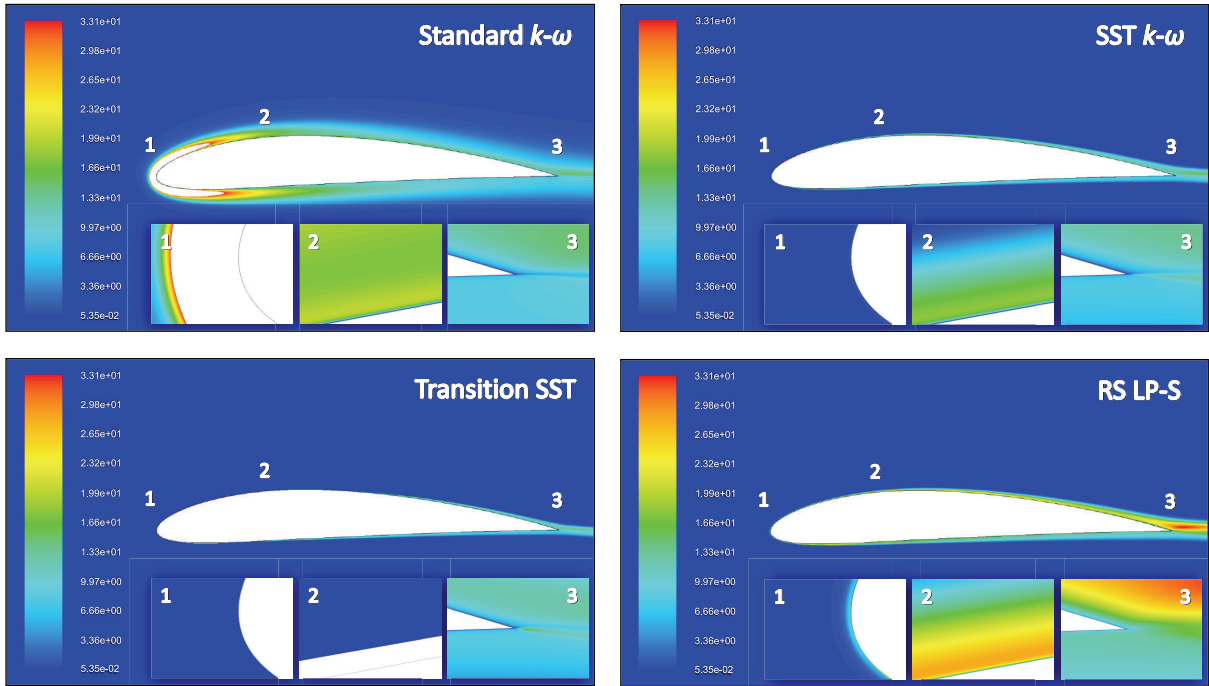 Standard k-ω
3.31e+01
2.98e+01
2.65e+01
2.32e+01
1.99e+01
1.66e+01
1.33e+01
9.97e+00
6.66e+00
3.36e+00
5.35e-02
1
2
3
1
2
3
SST k-ω
3.31e+01
2.98e+01
2.65e+01
2.32e+01
1.99e+01
1.66e+01
1.33e+01
9.97e+00
6.66e+00
3.36e+00
5.35e-02
1
2
3
1
2
3
Transition SST
3.31e+01
2.98e+01
2.65e+01
2.32e+01
1.99e+01
1.66e+01
1.33e+01
9.97e+00
6.66e+00
3.36e+00
5.35e-02
1
2
3
1
2
3
RS LP-S
3.31e+01
2.98e+01
2.65e+01
2.32e+01
1.99e+01
1.66e+01
1.33e+01
9.97e+00
6.66e+00
3.36e+00
5.35e-02
1
2
3
1
2
3